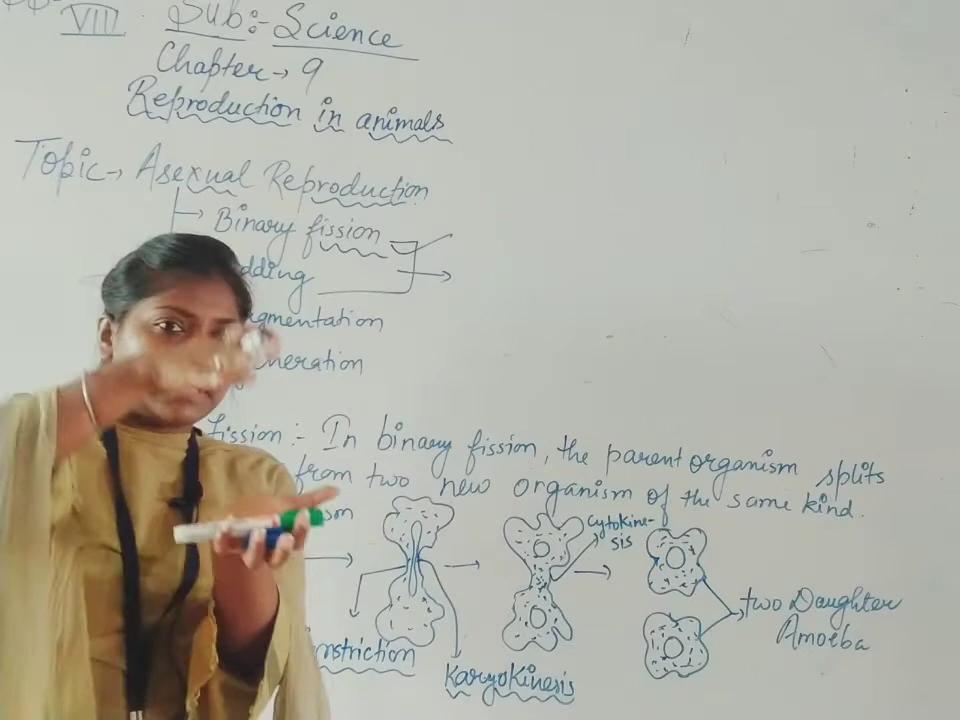 VIII Sub:- Science
Chapter → 9
Reproduction in animals
Topic → Asexual Reproduction
→ Binary fission
dding
gmentation
neration
fission :- In binary fission, the parent organism splits
from two new organism of the same kind.
Cytokine-
sis
two Daughter
Amoeba
nstriction
Karyokinesis